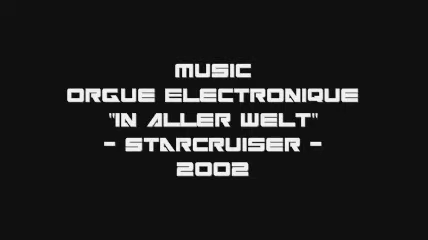 MUSIC
ORGUE ELECTRONIQUE
"IN ALLER WELT"
- STARCRUISER -
2002